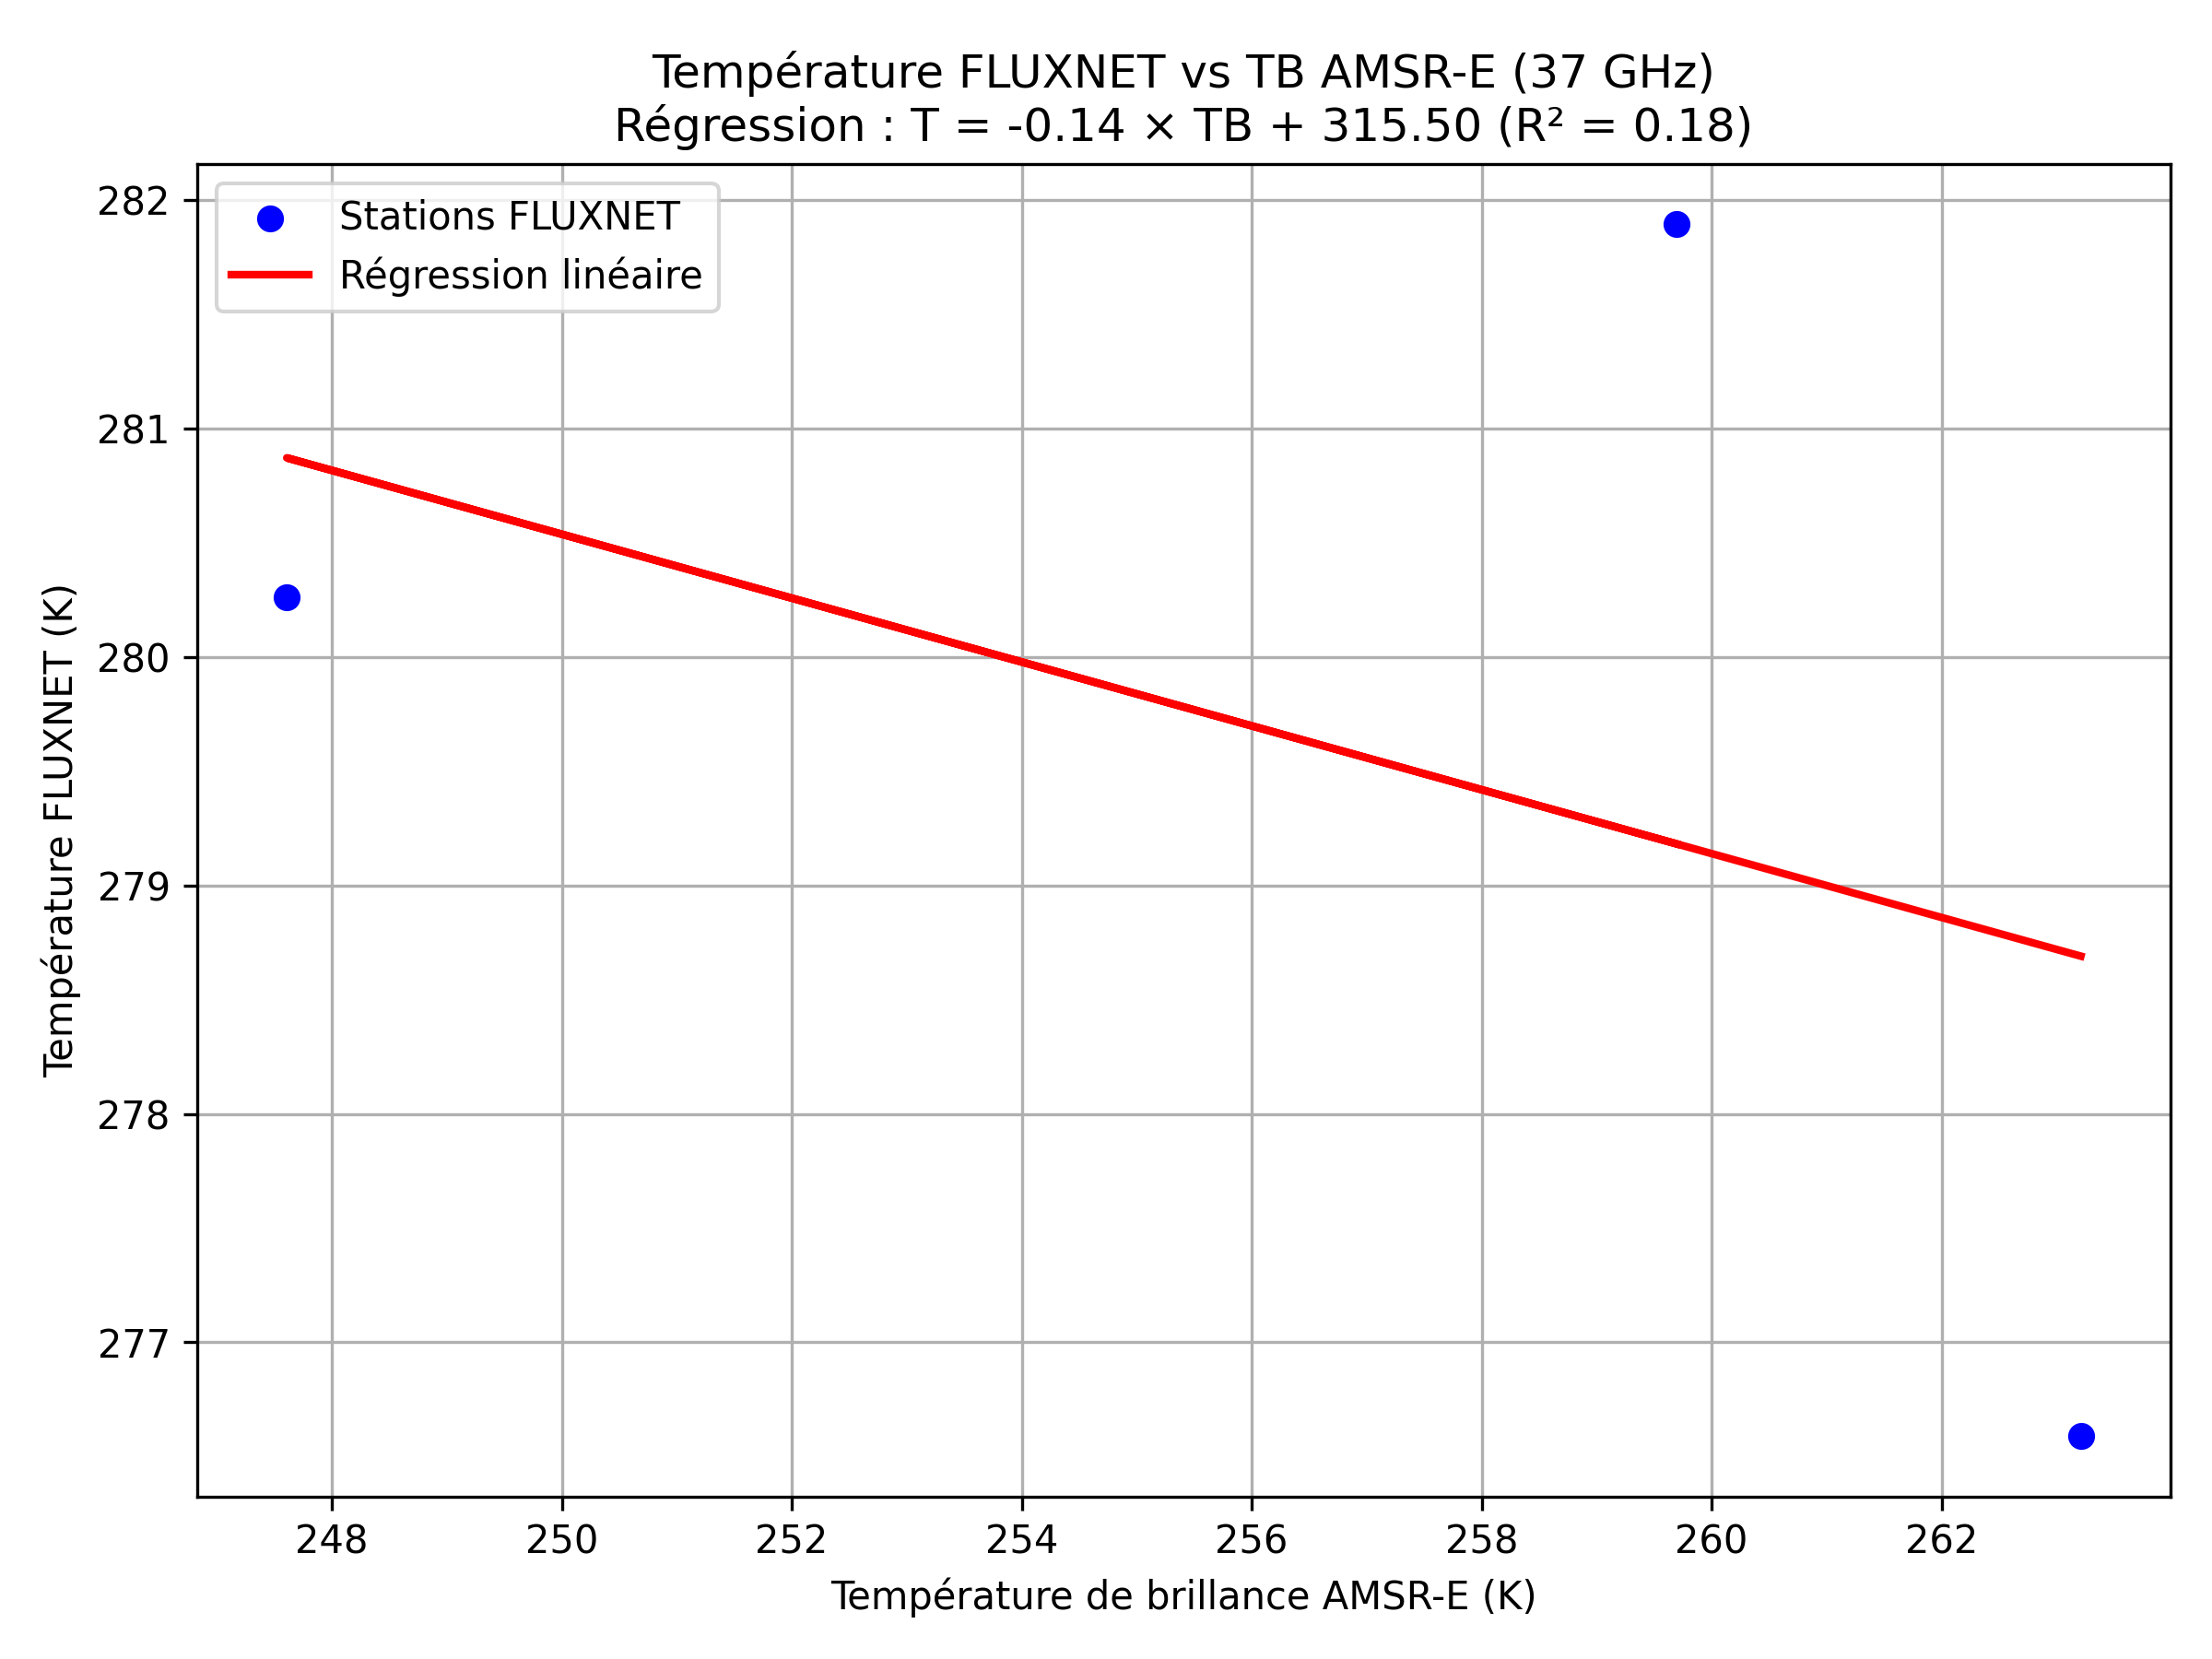 Température FLUXNET vs TB AMSR-E (37 GHz)
Régression : T = -0.14 × TB + 315.50 (R² = 0.18)
Stations FLUXNET
Régression linéaire
282
281
280
279
278
277
Température FLUXNET (K)
248 250 252 254 256 258 260 262
Température de brillance AMSR-E (K)